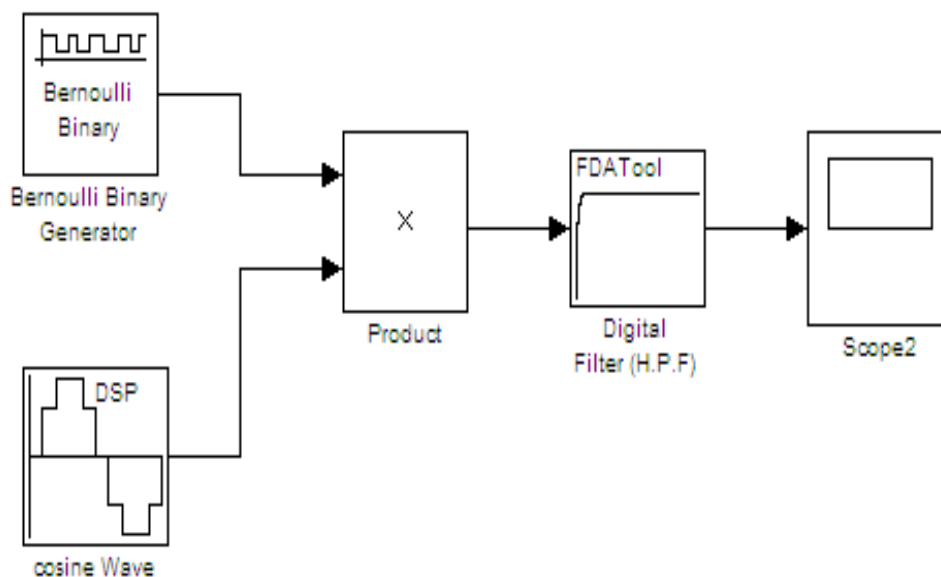 Bernoulli
Binary
Bernoulli Binary
Generator
X
Product
FDATool
Digital
Filter (H.P.F)
Scope2
DSP
cosine Wave